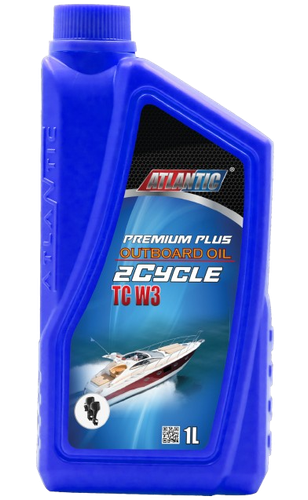 ATLANTIC
ATLANTIC
PREMIUM PLUS
OUTBOARD OIL
2CYCLE
TC W3
1L